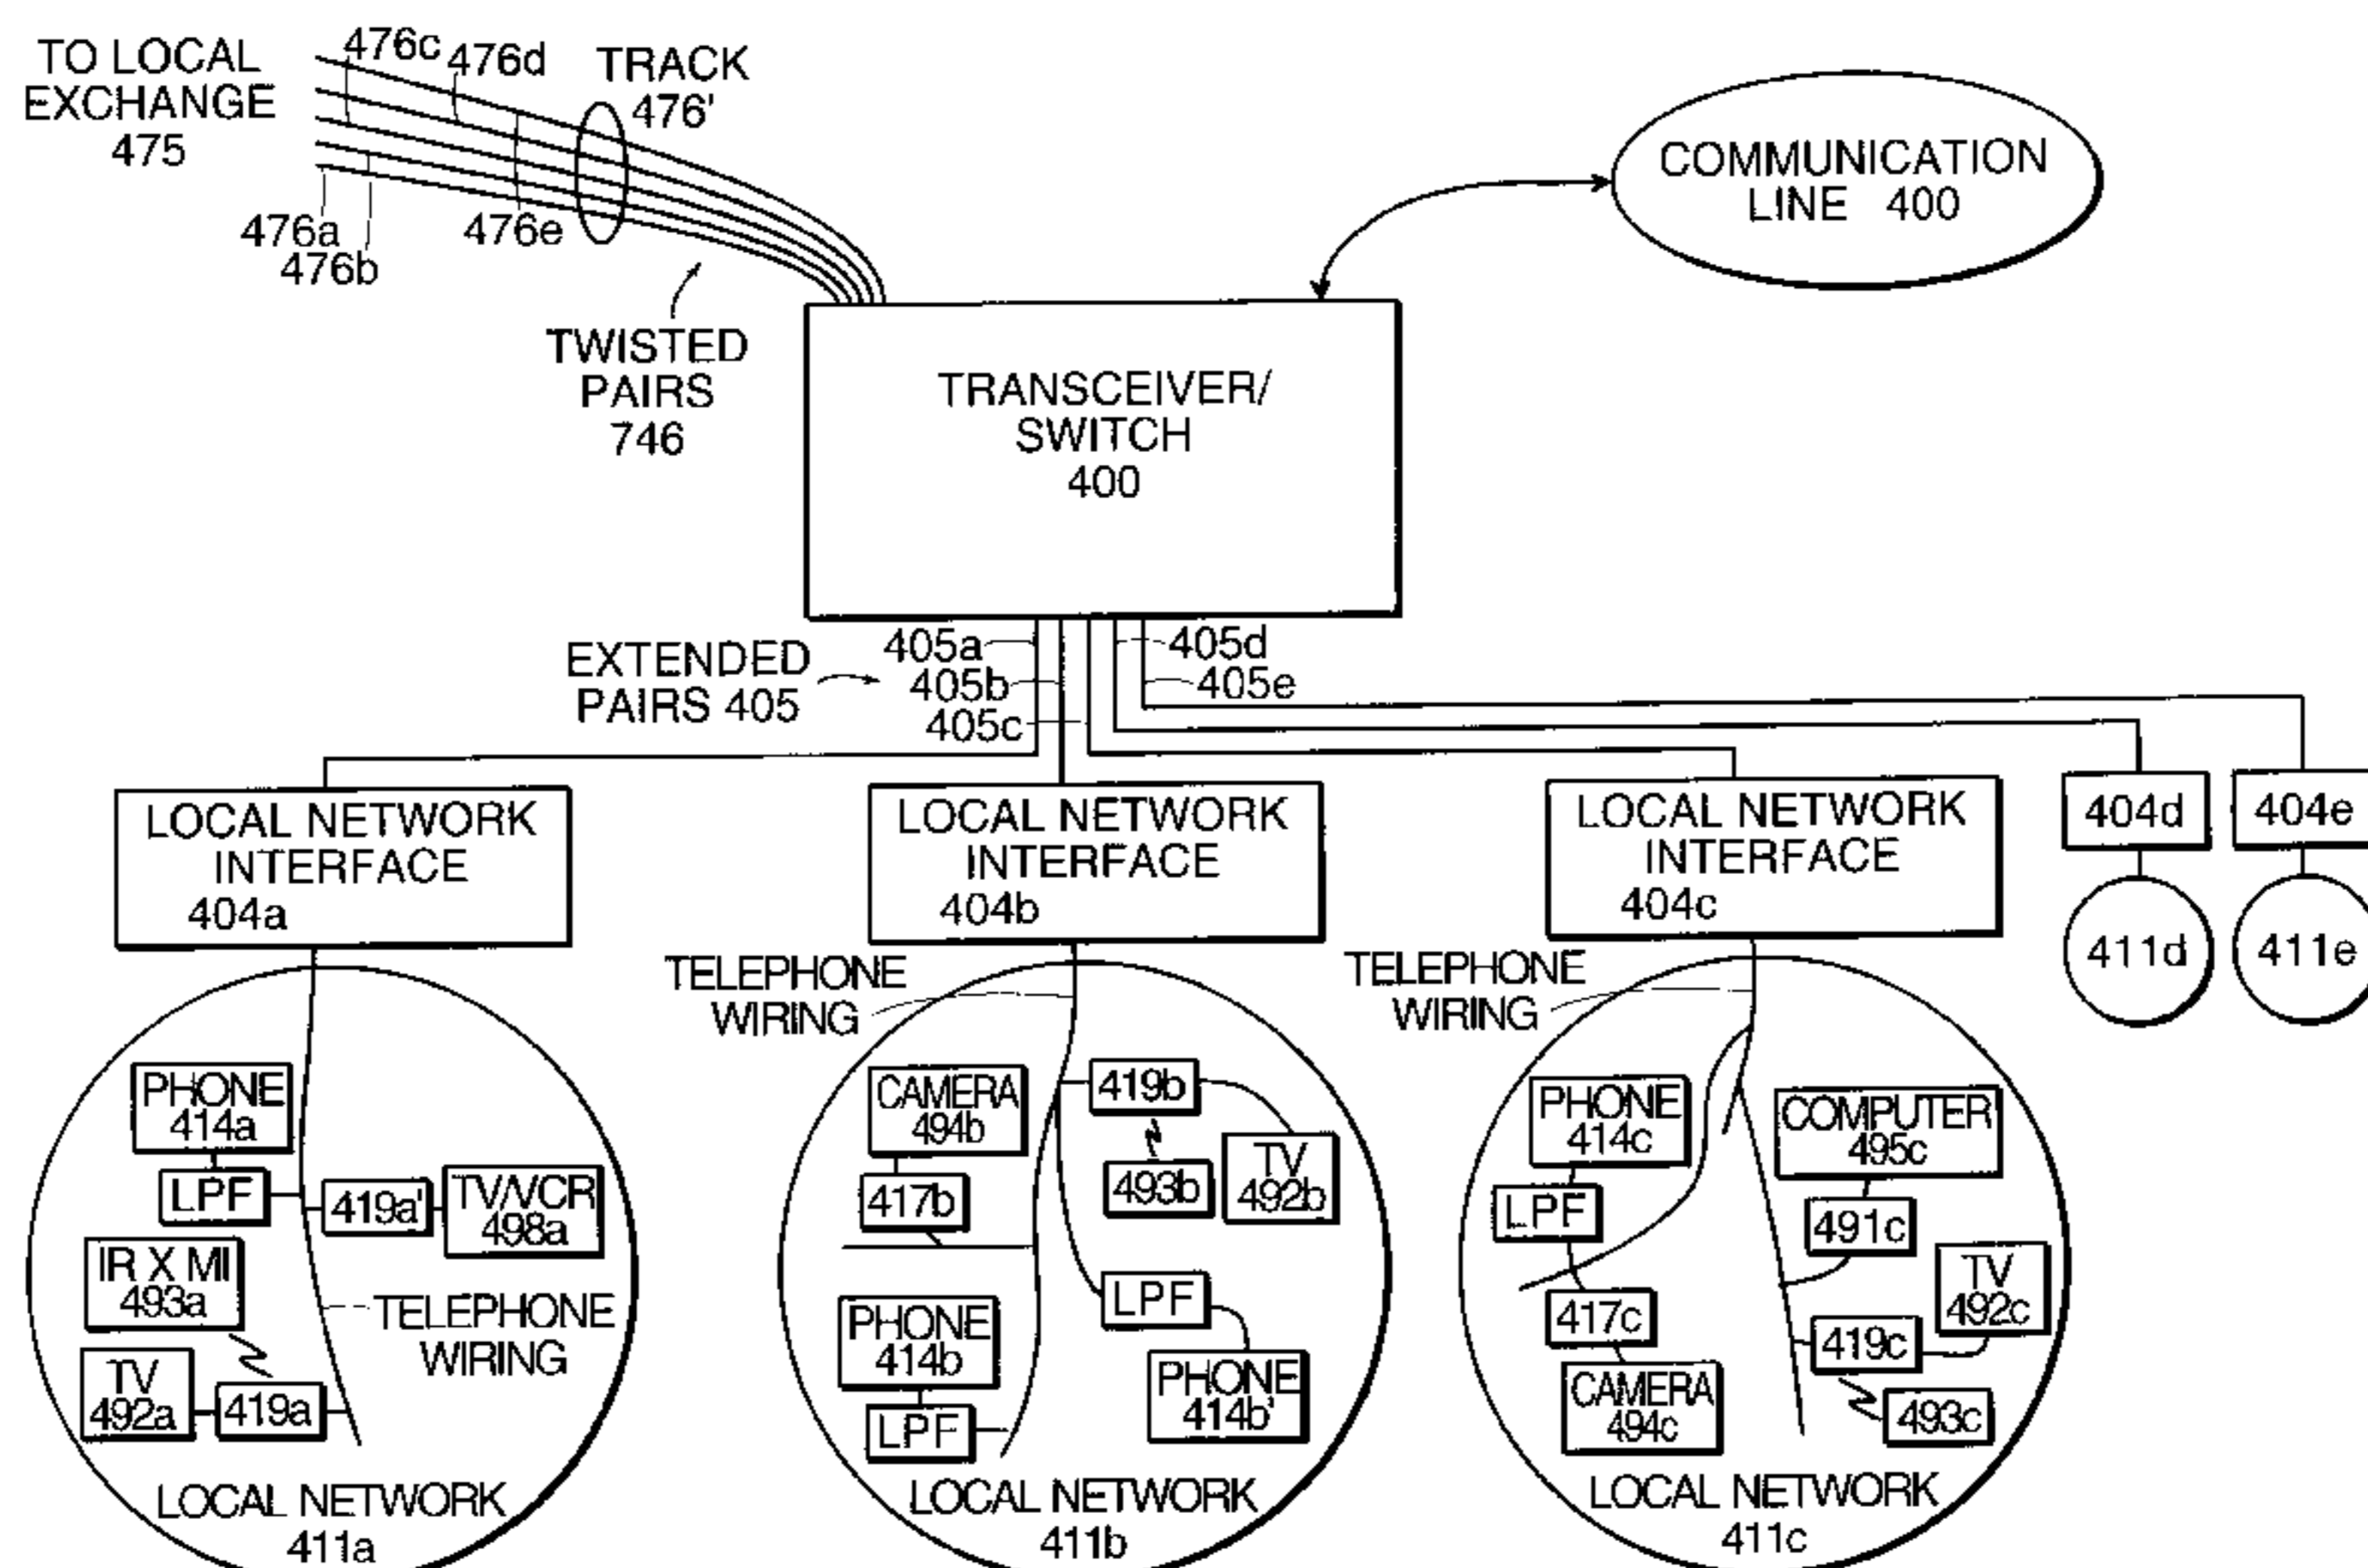 TO LOCAL
EXCHANGE
475
476c
476d
TRACK
476'
476a
476b
476e
TWISTED
PAIRS
746
COMMUNICATION
LINE 400
TRANSCEIVER/
SWITCH
400
EXTENDED
PAIRS 405
405a
405b
405c
405d
405e
LOCAL NETWORK
INTERFACE
404a
LOCAL NETWORK
INTERFACE
404b
LOCAL NETWORK
INTERFACE
404c
404d
404e
411d
411e
PHONE
414a
LPF
419a'
TV/VCR
498a
IR X MI
493a
TELEPHONE
WIRING
TV
492a
419a
LOCAL NETWORK
411a
TELEPHONE
WIRING
CAMERA
494b
417b
419b
493b
TV
492b
LPF
PHONE
414b
LPF
PHONE
414b'
LOCAL NETWORK
411b
TELEPHONE
WIRING
PHONE
414c
LPF
417c
CAMERA
494c
COMPUTER
495c
491c
TV
492c
419c
493c
LOCAL NETWORK
411c